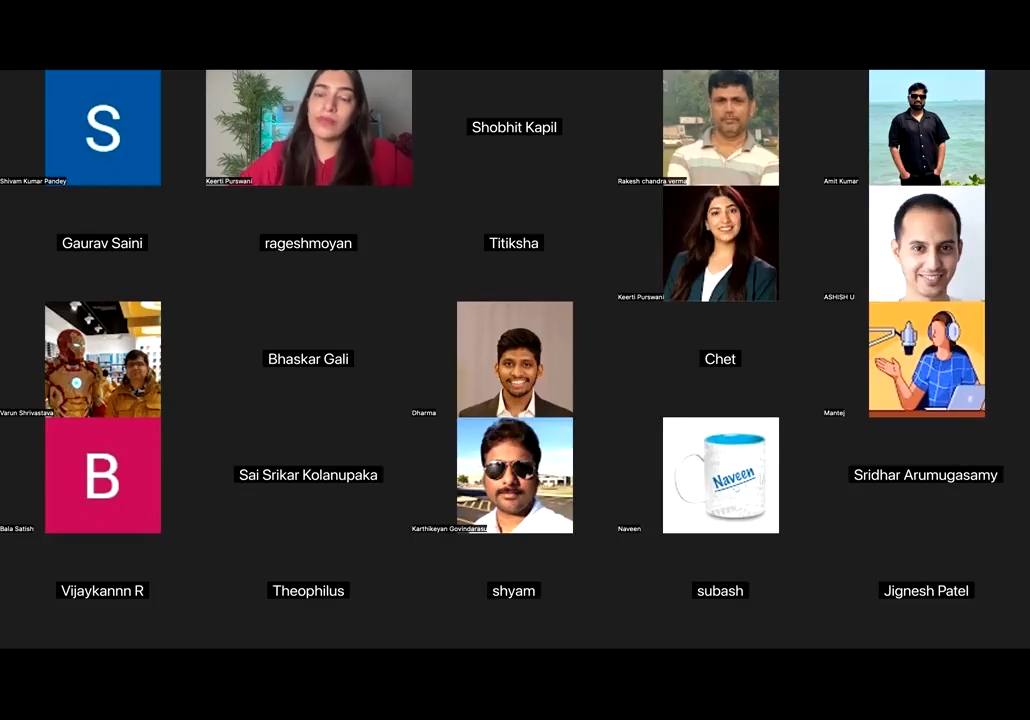 S
Shivam Kumar Pandey
Keerti Purswani
Shobhit Kapil
Rakesh chandra verma
Amit Kumar
Gaurav Saini
rageshmoyan
Titiksha
Keerti Purswani
ASHISH U
Varun Shrivastava
Bhaskar Gali
Dharma
Chet
Mantej
B
Bala Satish
Sai Srikar Kolanupaka
Karthikeyan Govindarasu
Naveen
Naveen
Sridhar Arumugasamy
Vijaykannn R
Theophilus
shyam
subash
Jignesh Patel